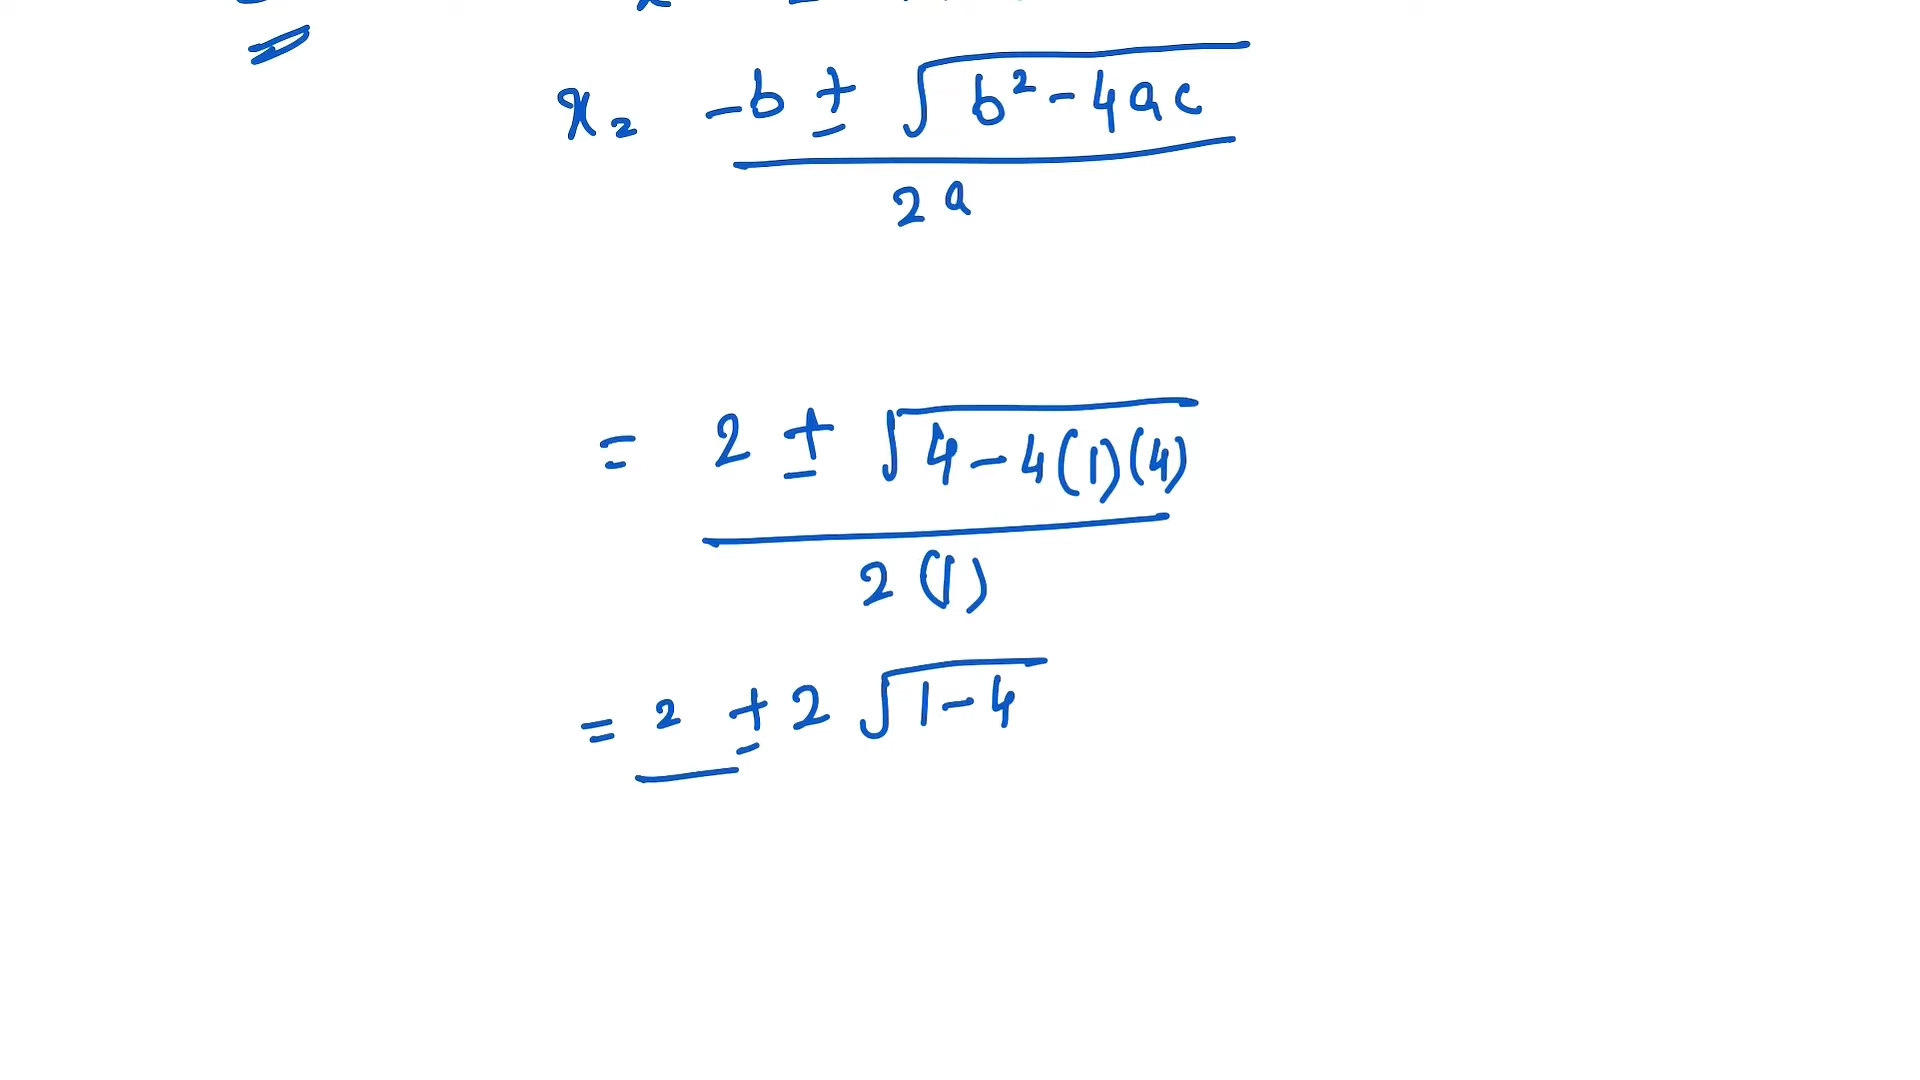 x = -b ± √(b² - 4ac)
2a
= 2 ± √(4 - 4(1)(4))
2(1)
= 2 ± 2√(1 - 4)